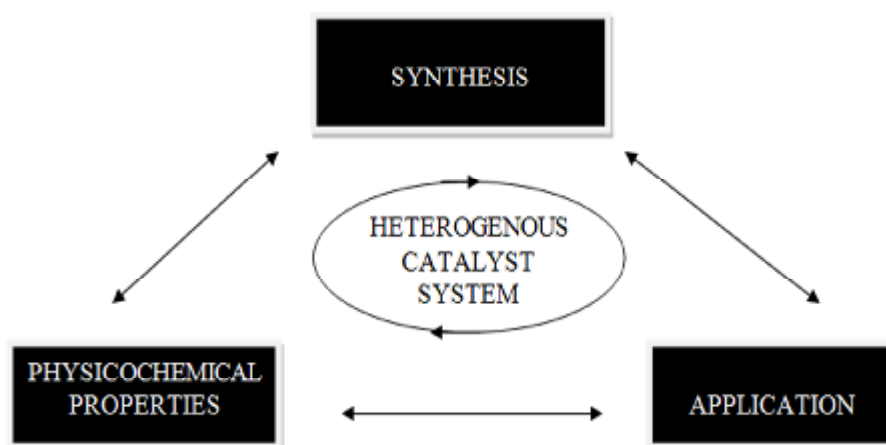 SYNTHESIS
HETEROGENOUS
CATALYST
SYSTEM
PHYSICOCHEMICAL
PROPERTIES
APPLICATION